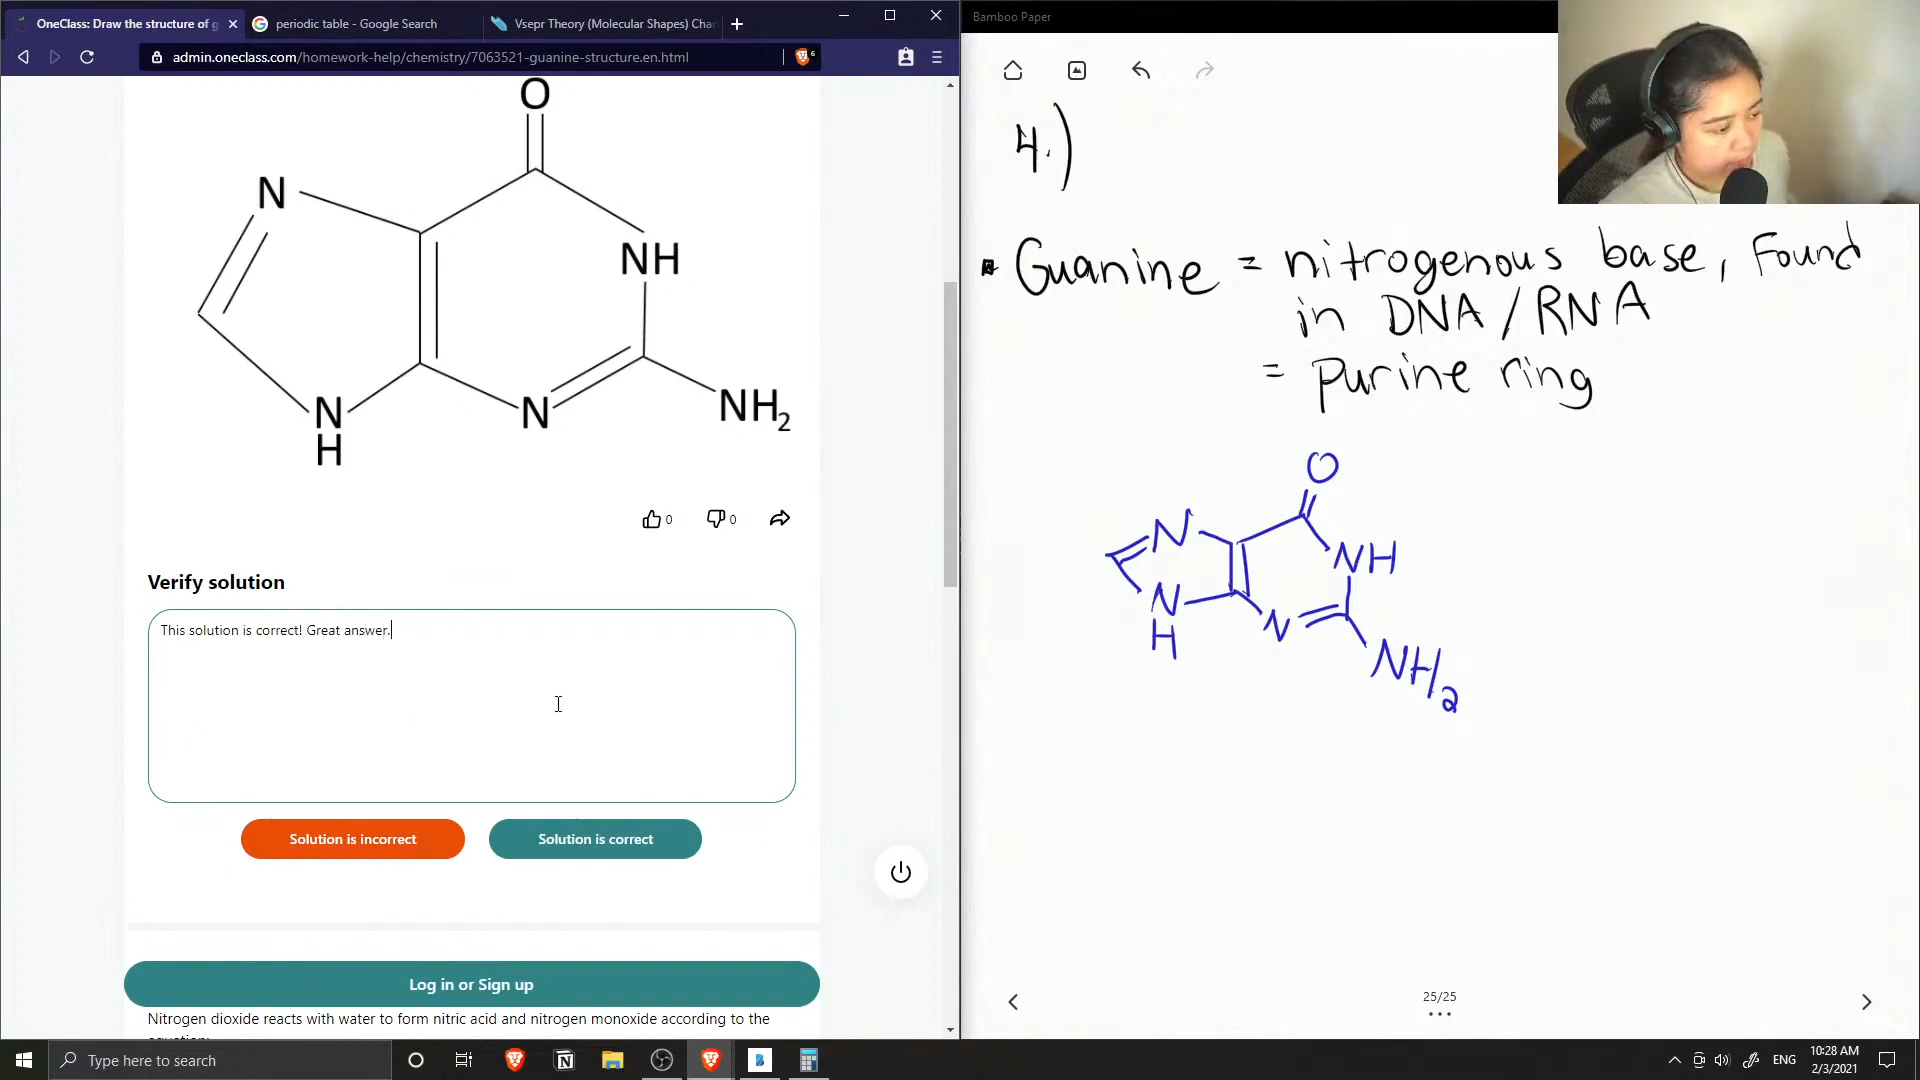 OneClass: Draw the structure of g
periodic table - Google Search
Vsepr Theory (Molecular Shapes) Cha
Bamboo Paper
admin.oneclass.com/homework-help/chemistry/7063521-guanine-structure.en.html
6
O
N
NH
N
H
N
NH2
0
0
Verify solution
This solution is correct! Great answer.
Solution is incorrect
Solution is correct
Log in or Sign up
Nitrogen dioxide reacts with water to form nitric acid and nitrogen monoxide according to the
4.)
Guanine = nitrogenous base, Found
in DNA/RNA
= purine ring
O
N
NH
N
H
N
NH2
25/25
Type here to search
ENG
10:28 AM
2/3/2021